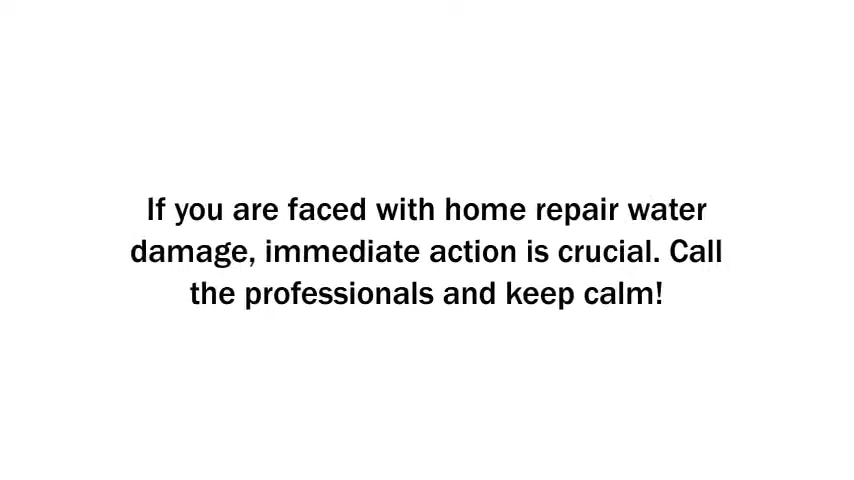 If you are faced with home repair water
damage, immediate action is crucial. Call
the professionals and keep calm!